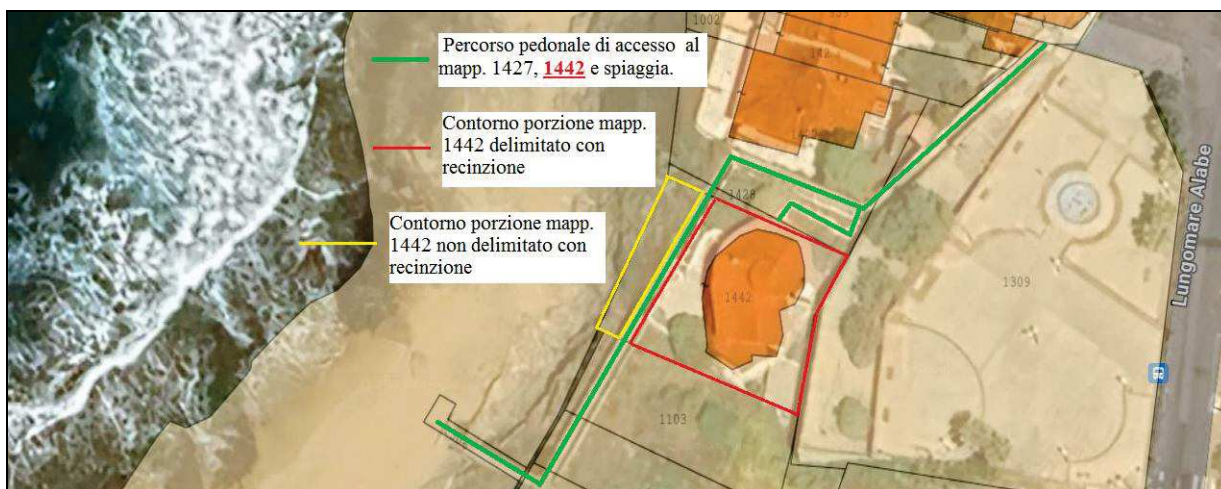 Percorso pedonale di accesso al
mapp. 1427, 1442 e spiaggia.
Contorno porzione mapp.
1442 delimitato con
recinzione
Contorno porzione mapp.
1442 non delimitato con
recinzione
1002
1428
1442
1309
1103
Lungomare Alabe